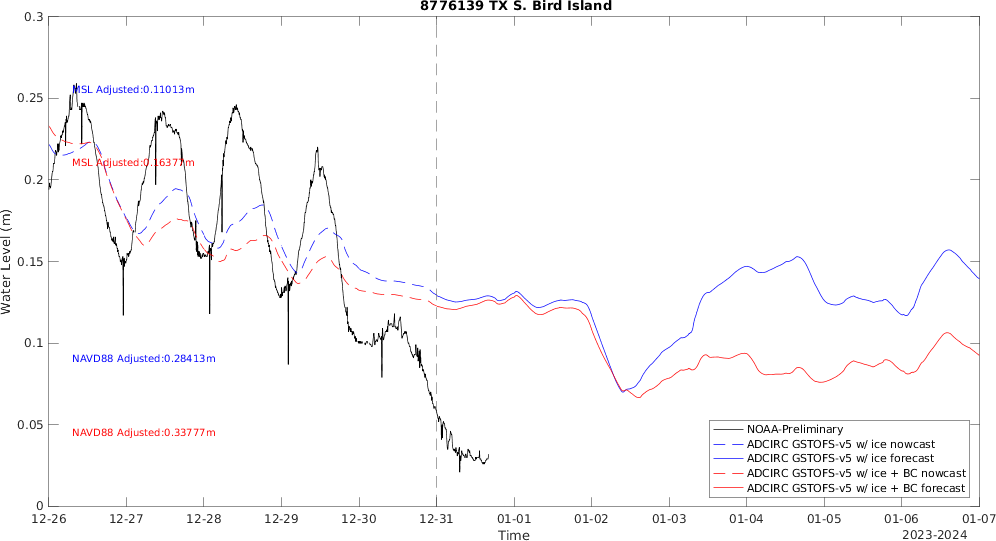 8776139 TX S. Bird Island
0.3
0.25
0.2
0.15
0.1
0.05
0
Water Level (m)
MSL Adjusted:0.11013m
MSL Adjusted:0.16377m
NAVD88 Adjusted:0.28413m
NAVD88 Adjusted:0.33777m
NOAA-Preliminary
ADCIRC GSTOFS-v5 w/ ice nowcast
ADCIRC GSTOFS-v5 w/ ice forecast
ADCIRC GSTOFS-v5 w/ ice + BC nowcast
ADCIRC GSTOFS-v5 w/ ice + BC forecast
12-26 12-27 12-28 12-29 12-30 12-31 01-01 01-02 01-03 01-04 01-05 01-06 01-07
Time
2023-2024